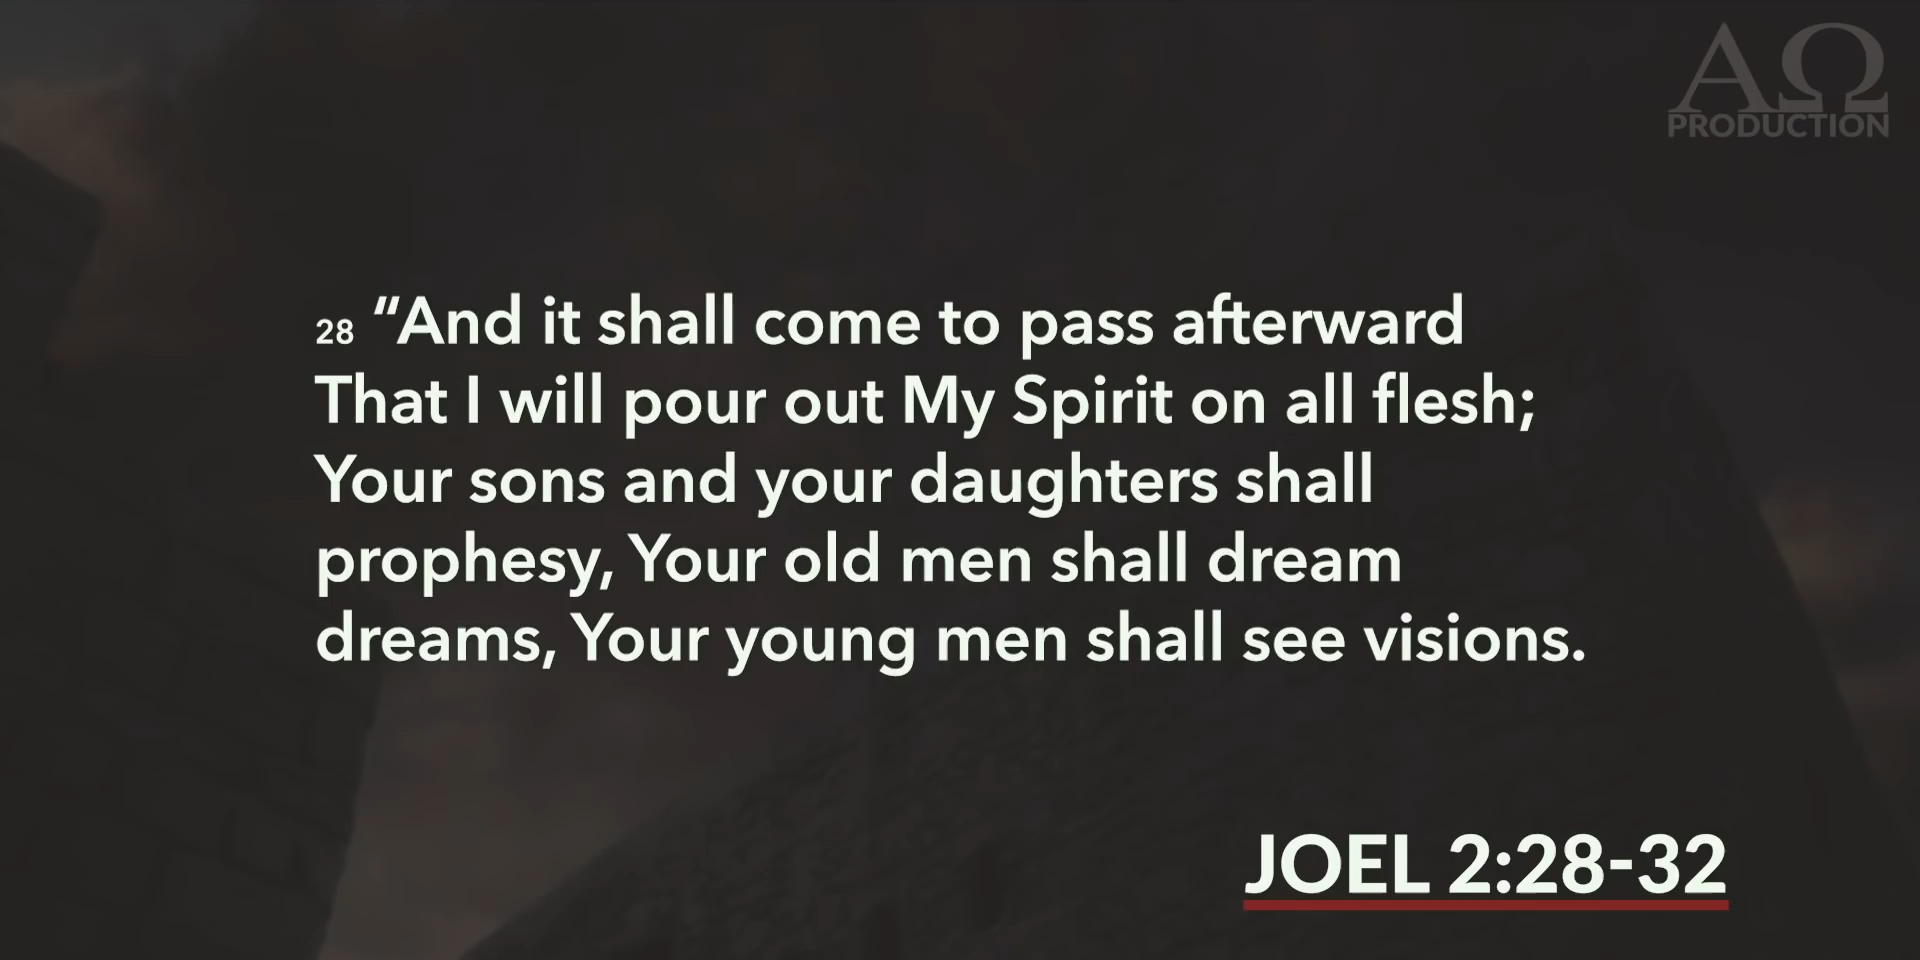 ΑΩ
PRODUCTION
28 “And it shall come to pass afterward
That I will pour out My Spirit on all flesh;
Your sons and your daughters shall
prophesy, Your old men shall dream
dreams, Your young men shall see visions.
JOEL 2:28-32